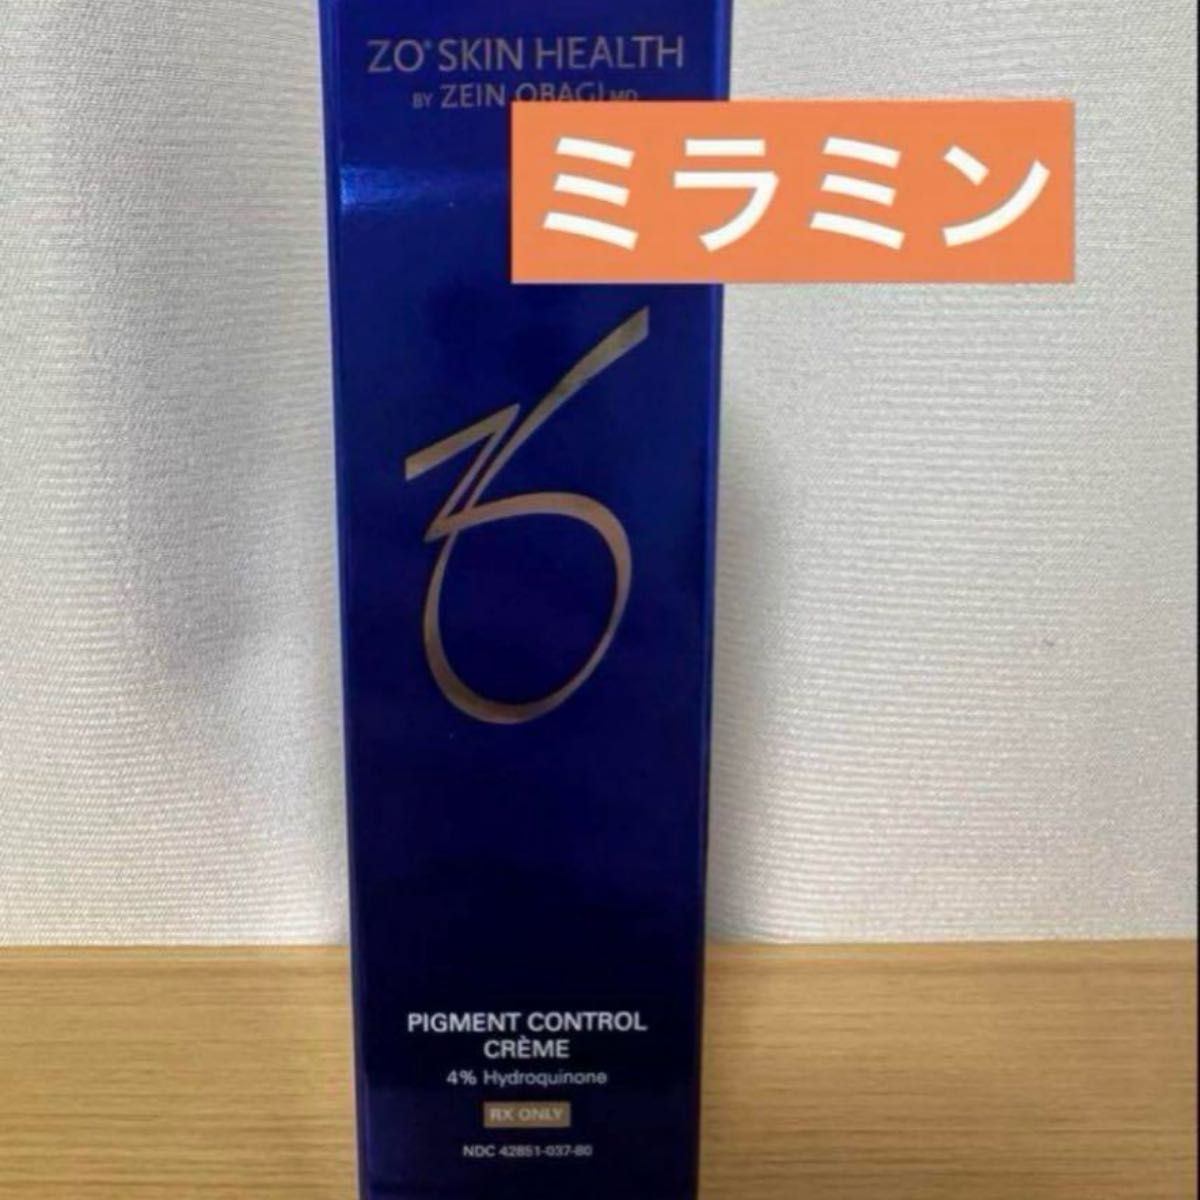 ZO® SKIN HEALTH
BY ZEIN OBAGI MD
ミラミン
PIGMENT CONTROL
CRÈME
4% Hydroquinone
RX ONLY
NDC 42851-037-80